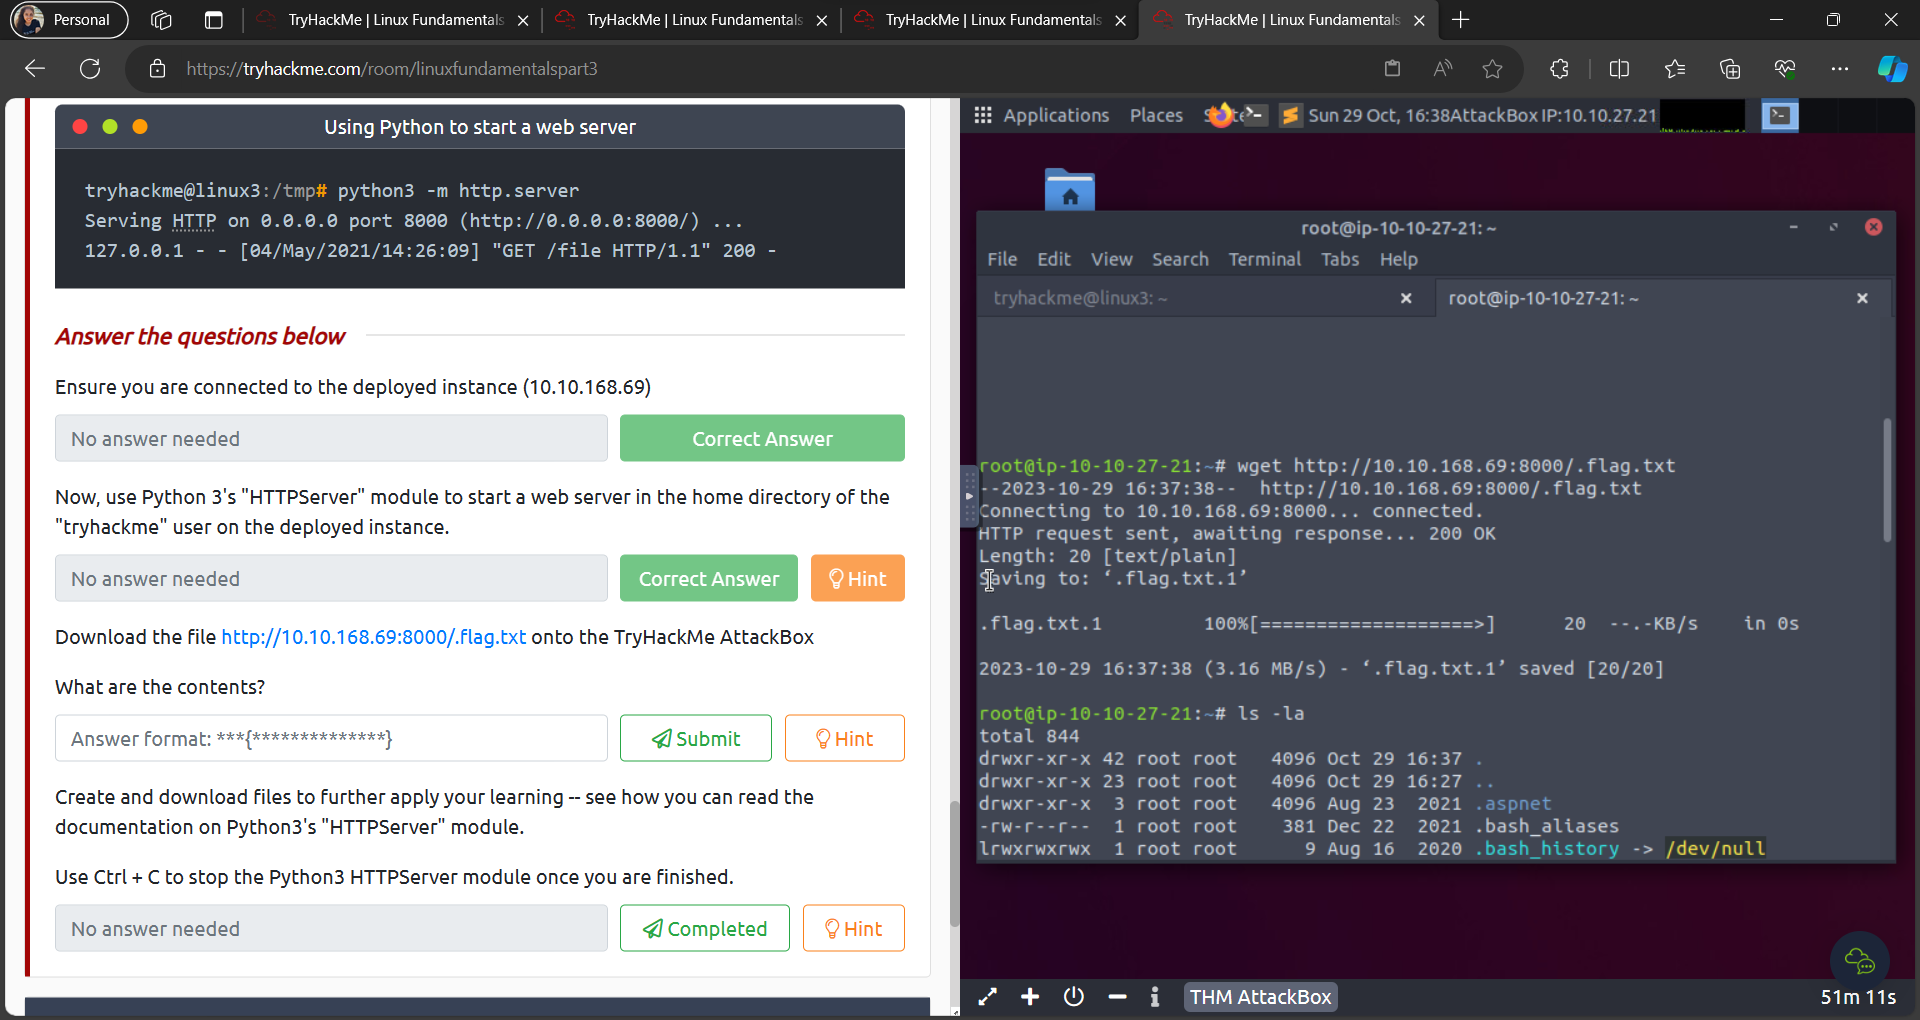 Personal
TryHackMe | Linux Fundamentals
TryHackMe | Linux Fundamentals
TryHackMe | Linux Fundamentals
TryHackMe | Linux Fundamentals
https://tryhackme.com/room/linuxfundamentalspart3
Using Python to start a web server
tryhackme@linux3:/tmp# python3 -m http.server
Serving HTTP on 0.0.0.0 port 8000 (http://0.0.0.0:8000/) ...
127.0.0.1 - - [04/May/2021/14:26:09] "GET /file HTTP/1.1" 200 -
Answer the questions below
Ensure you are connected to the deployed instance (10.10.168.69)
No answer needed
Correct Answer
Now, use Python 3's "HTTPServer" module to start a web server in the home directory of the
"tryhackme" user on the deployed instance.
No answer needed
Correct Answer
Hint
Download the file http://10.10.168.69:8000/.flag.txt onto the TryHackMe AttackBox
What are the contents?
Answer format: ***{**************}
Submit
Hint
Create and download files to further apply your learning -- see how you can read the
documentation on Python3's "HTTPServer" module.
Use Ctrl + C to stop the Python3 HTTPServer module once you are finished.
No answer needed
Completed
Hint
Applications Places
Sun 29 Oct, 16:38 AttackBox IP:10.10.27.21
root@ip-10-10-27-21: ~
File Edit View Search Terminal Tabs Help
tryhackme@linux3: ~
root@ip-10-10-27-21: ~
root@ip-10-10-27-21:~# wget http://10.10.168.69:8000/.flag.txt
--2023-10-29 16:37:38-- http://10.10.168.69:8000/.flag.txt
Connecting to 10.10.168.69:8000... connected.
HTTP request sent, awaiting response... 200 OK
Length: 20 [text/plain]
Saving to: ‘.flag.txt.1’
.flag.txt.1 100%[===================>] 20 --.-KB/s in 0s
2023-10-29 16:37:38 (3.16 MB/s) - ‘.flag.txt.1’ saved [20/20]
root@ip-10-10-27-21:~# ls -la
total 844
drwxr-xr-x 42 root root 4096 Oct 29 16:37 .
drwxr-xr-x 23 root root 4096 Oct 29 16:27 ..
drwxr-xr-x 3 root root 4096 Aug 23 2021 .aspnet
-rw-r--r-- 1 root root 381 Dec 22 2021 .bash_aliases
lrwxrwxrwx 1 root root 9 Aug 16 2020 .bash_history -> /dev/null
THM AttackBox
51m 11s